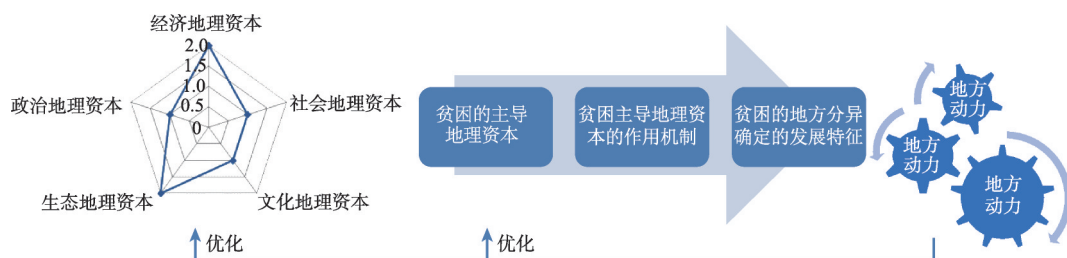 经济地理资本
2.0
1.5
1.0
0.5
0
政治地理资本
社会地理资本
生态地理资本
文化地理资本
优化
贫困的主导
地理资本
贫困主导地理资
本的作用机制
贫困的地方分异
确定的发展特征
优化
地方
动力
地方
动力
地方
动力